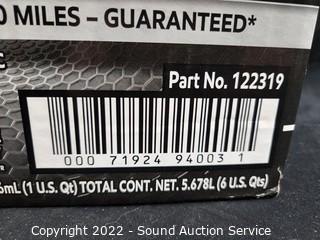 0 MILES – GUARANTEED*
Part No. 122319
000 71924 94003 1
6mL (1 U.S. Qt) TOTAL CONT. NET. 5.678L (6 U.S. Qts)
Copyright © 2022 - Sound Auction Service